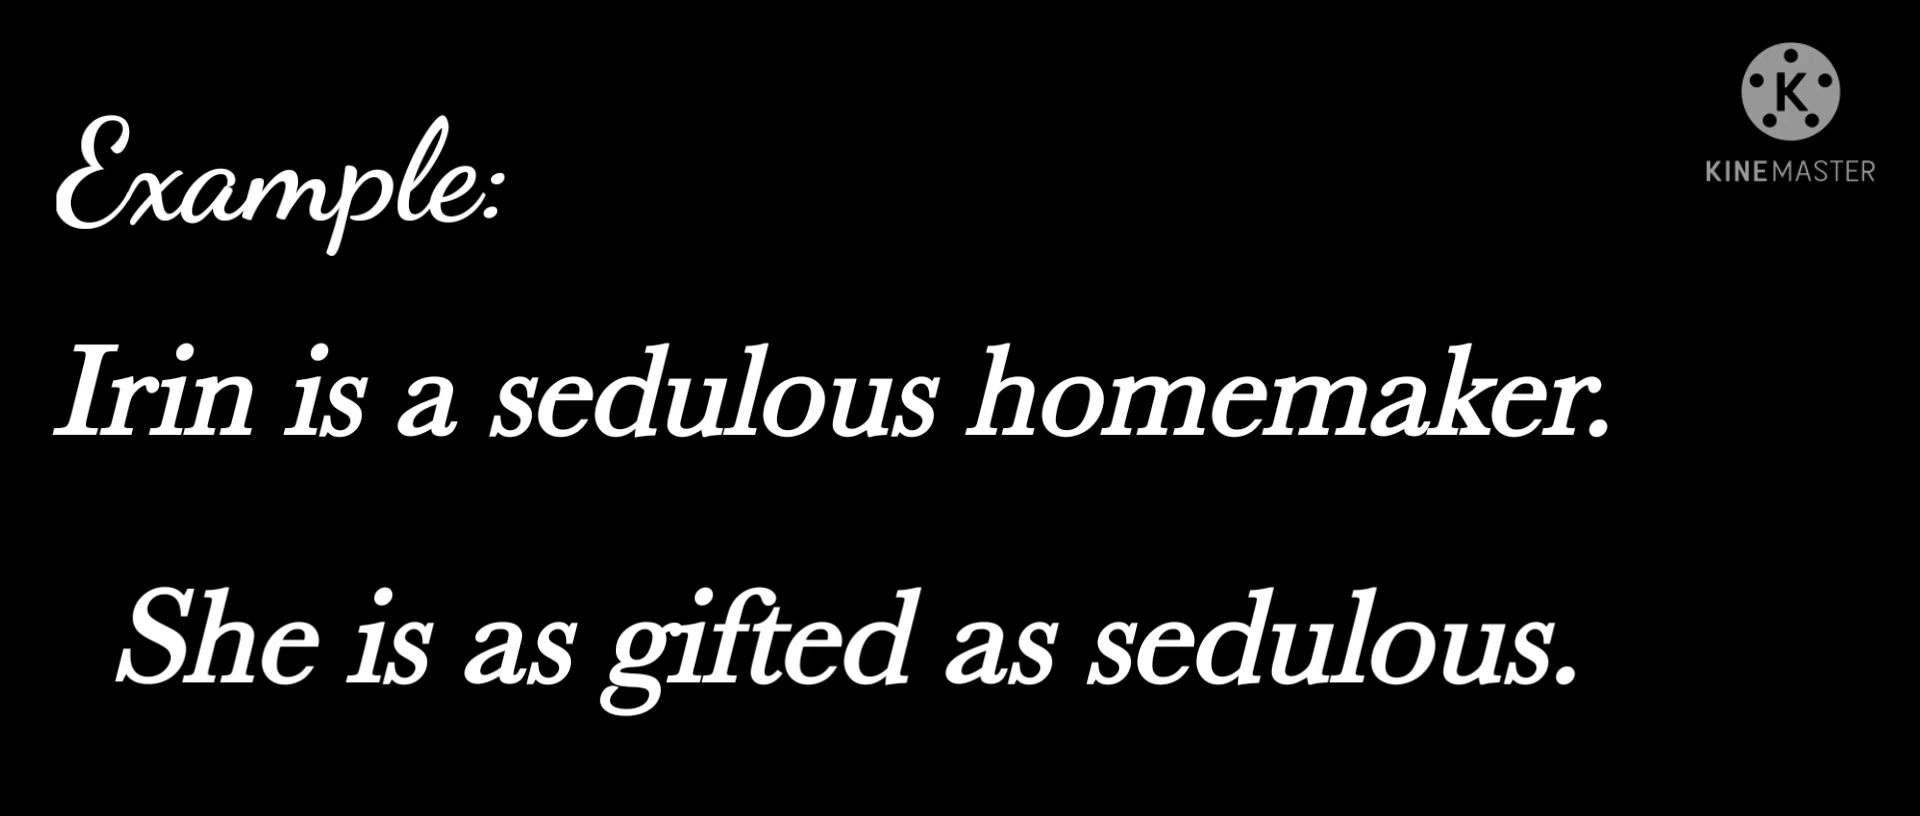 KINEMASTER
Example:
Irin is a sedulous homemaker.
She is as gifted as sedulous.